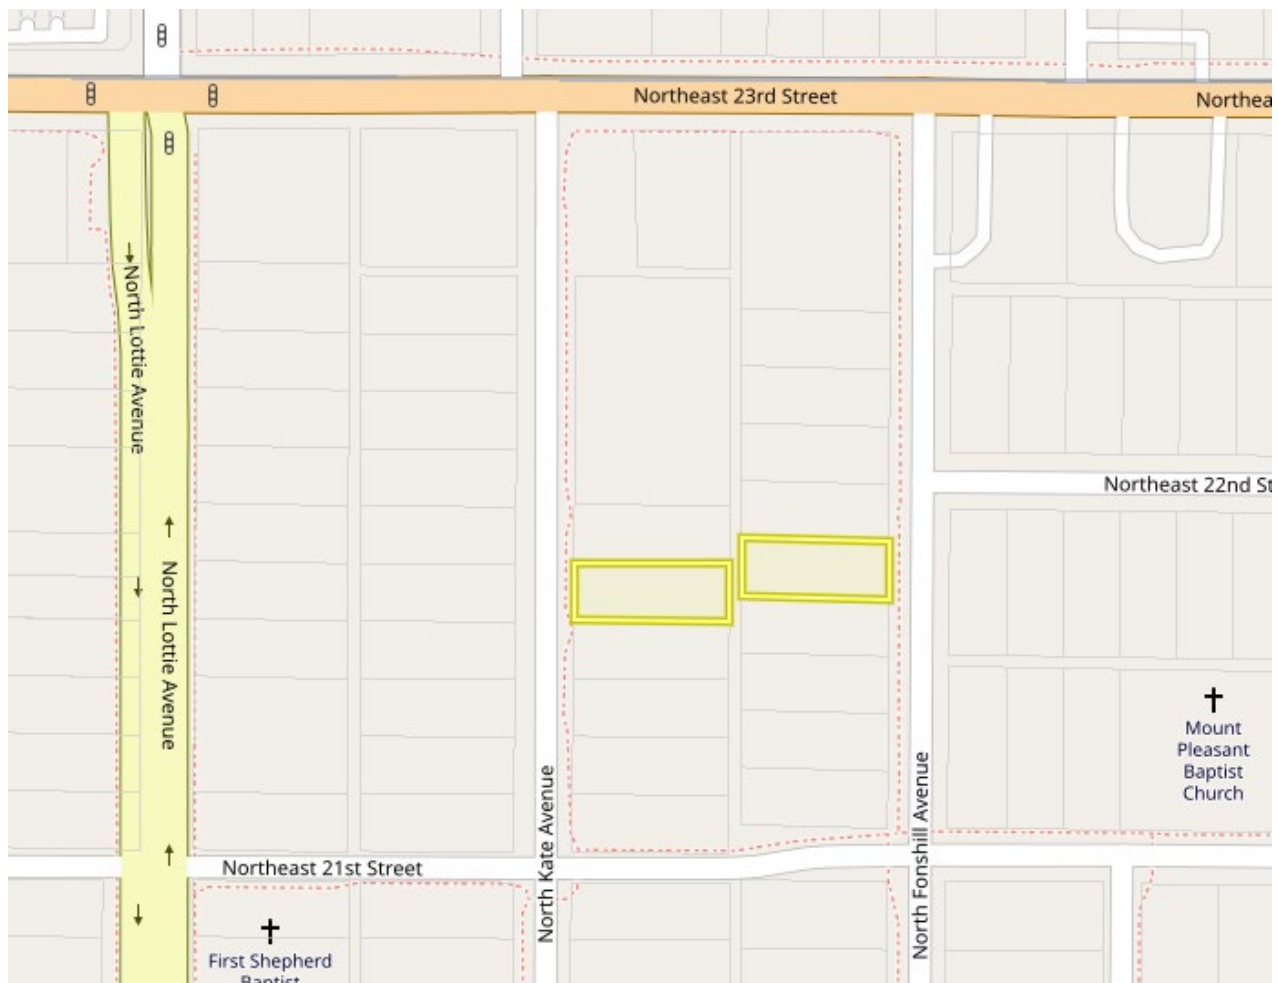 Northeast 23rd Street
Northea
North Lottie Avenue
Northeast 22nd St
North Lottie Avenue
Mount
Pleasant
Baptist
Church
North Kate Avenue
North Fonshill Avenue
Northeast 21st Street
First Shepherd
Baptist